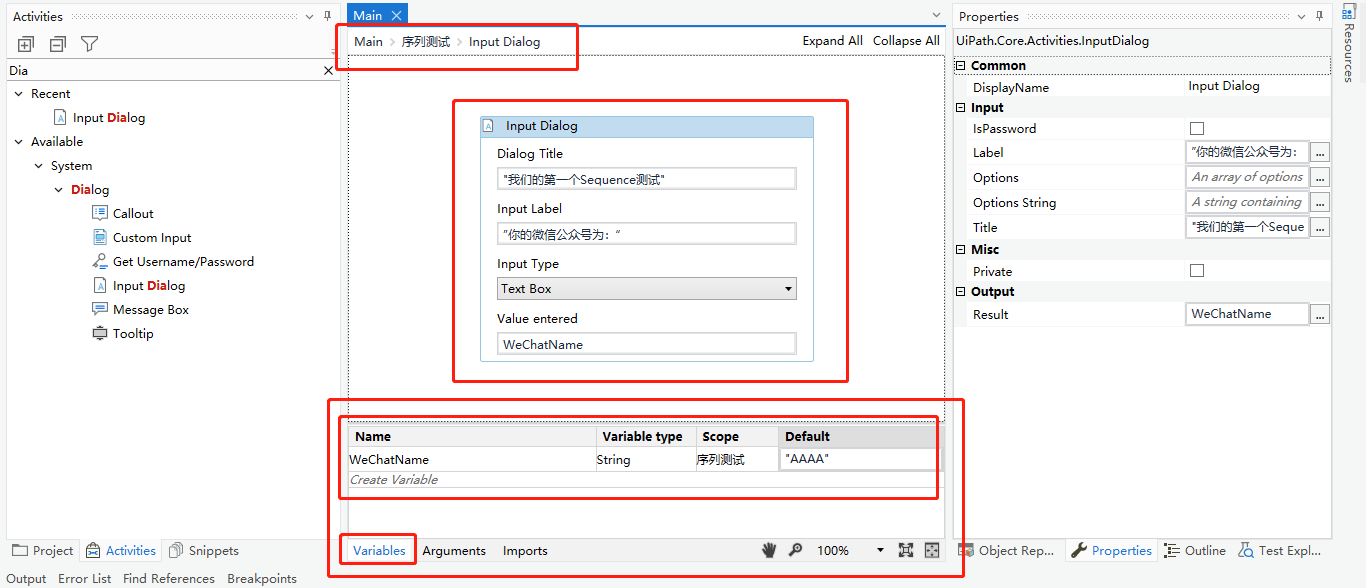 Activities
Dia
Recent
Input Dialog
Available
System
Dialog
Callout
Custom Input
Get Username/Password
Input Dialog
Message Box
Tooltip
Project Activities Snippets
Output Error List Find References Breakpoints
Main
Main > 序列测试 > Input Dialog Expand All Collapse All
Input Dialog
Dialog Title
"我们的第一个Sequence测试"
Input Label
"你的微信公众号为："
Input Type
Text Box
Value entered
WeChatName
Name Variable type Scope Default
WeChatName String 序列测试 "AAAA"
Create Variable
Variables Arguments Imports 100%
Properties
UiPath.Core.Activities.InputDialog
Common
DisplayName Input Dialog
Input
IsPassword
Label "你的微信公众号为： ...
Options An array of options ...
Options String A string containing ...
Title "我们的第一个Seque ...
Misc
Private
Output
Result WeChatName ...
Object Rep... Properties Outline Test Expl...
Resources